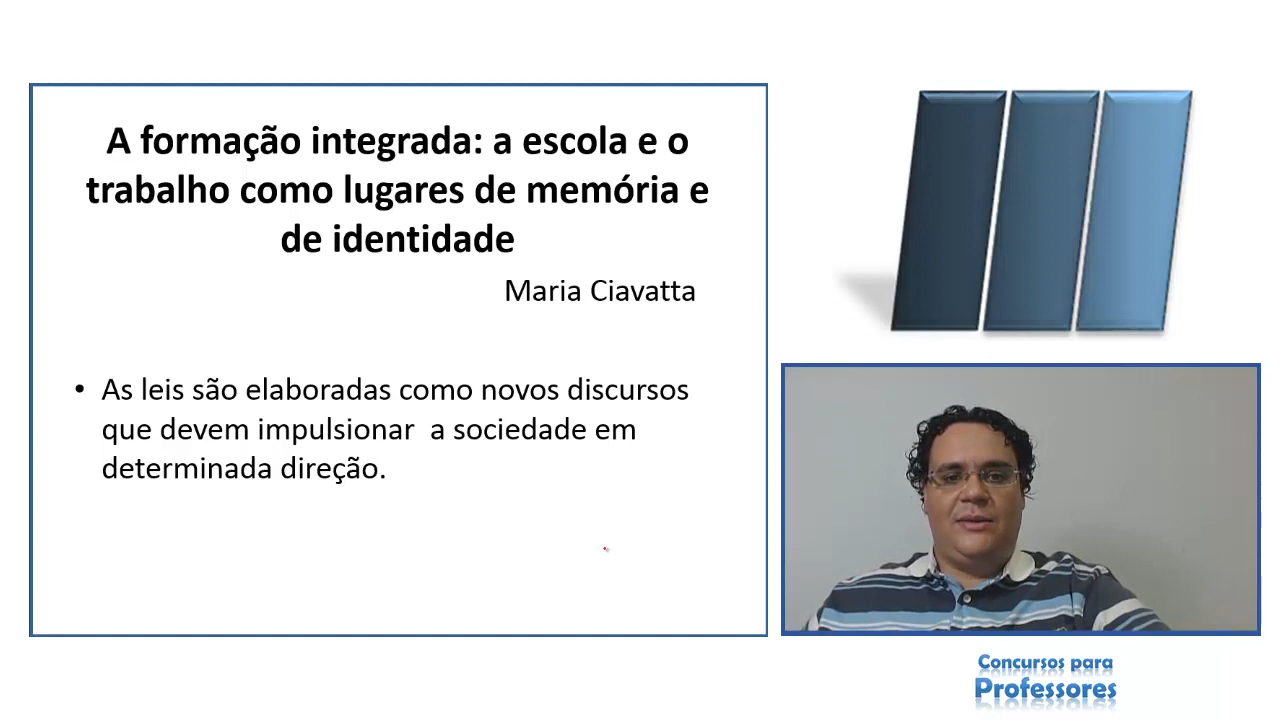 A formação integrada: a escola e o
trabalho como lugares de memória e
de identidade
Maria Ciavatta
• As leis são elaboradas como novos discursos
que devem impulsionar  a sociedade em
determinada direção.
Concursos para
Professores